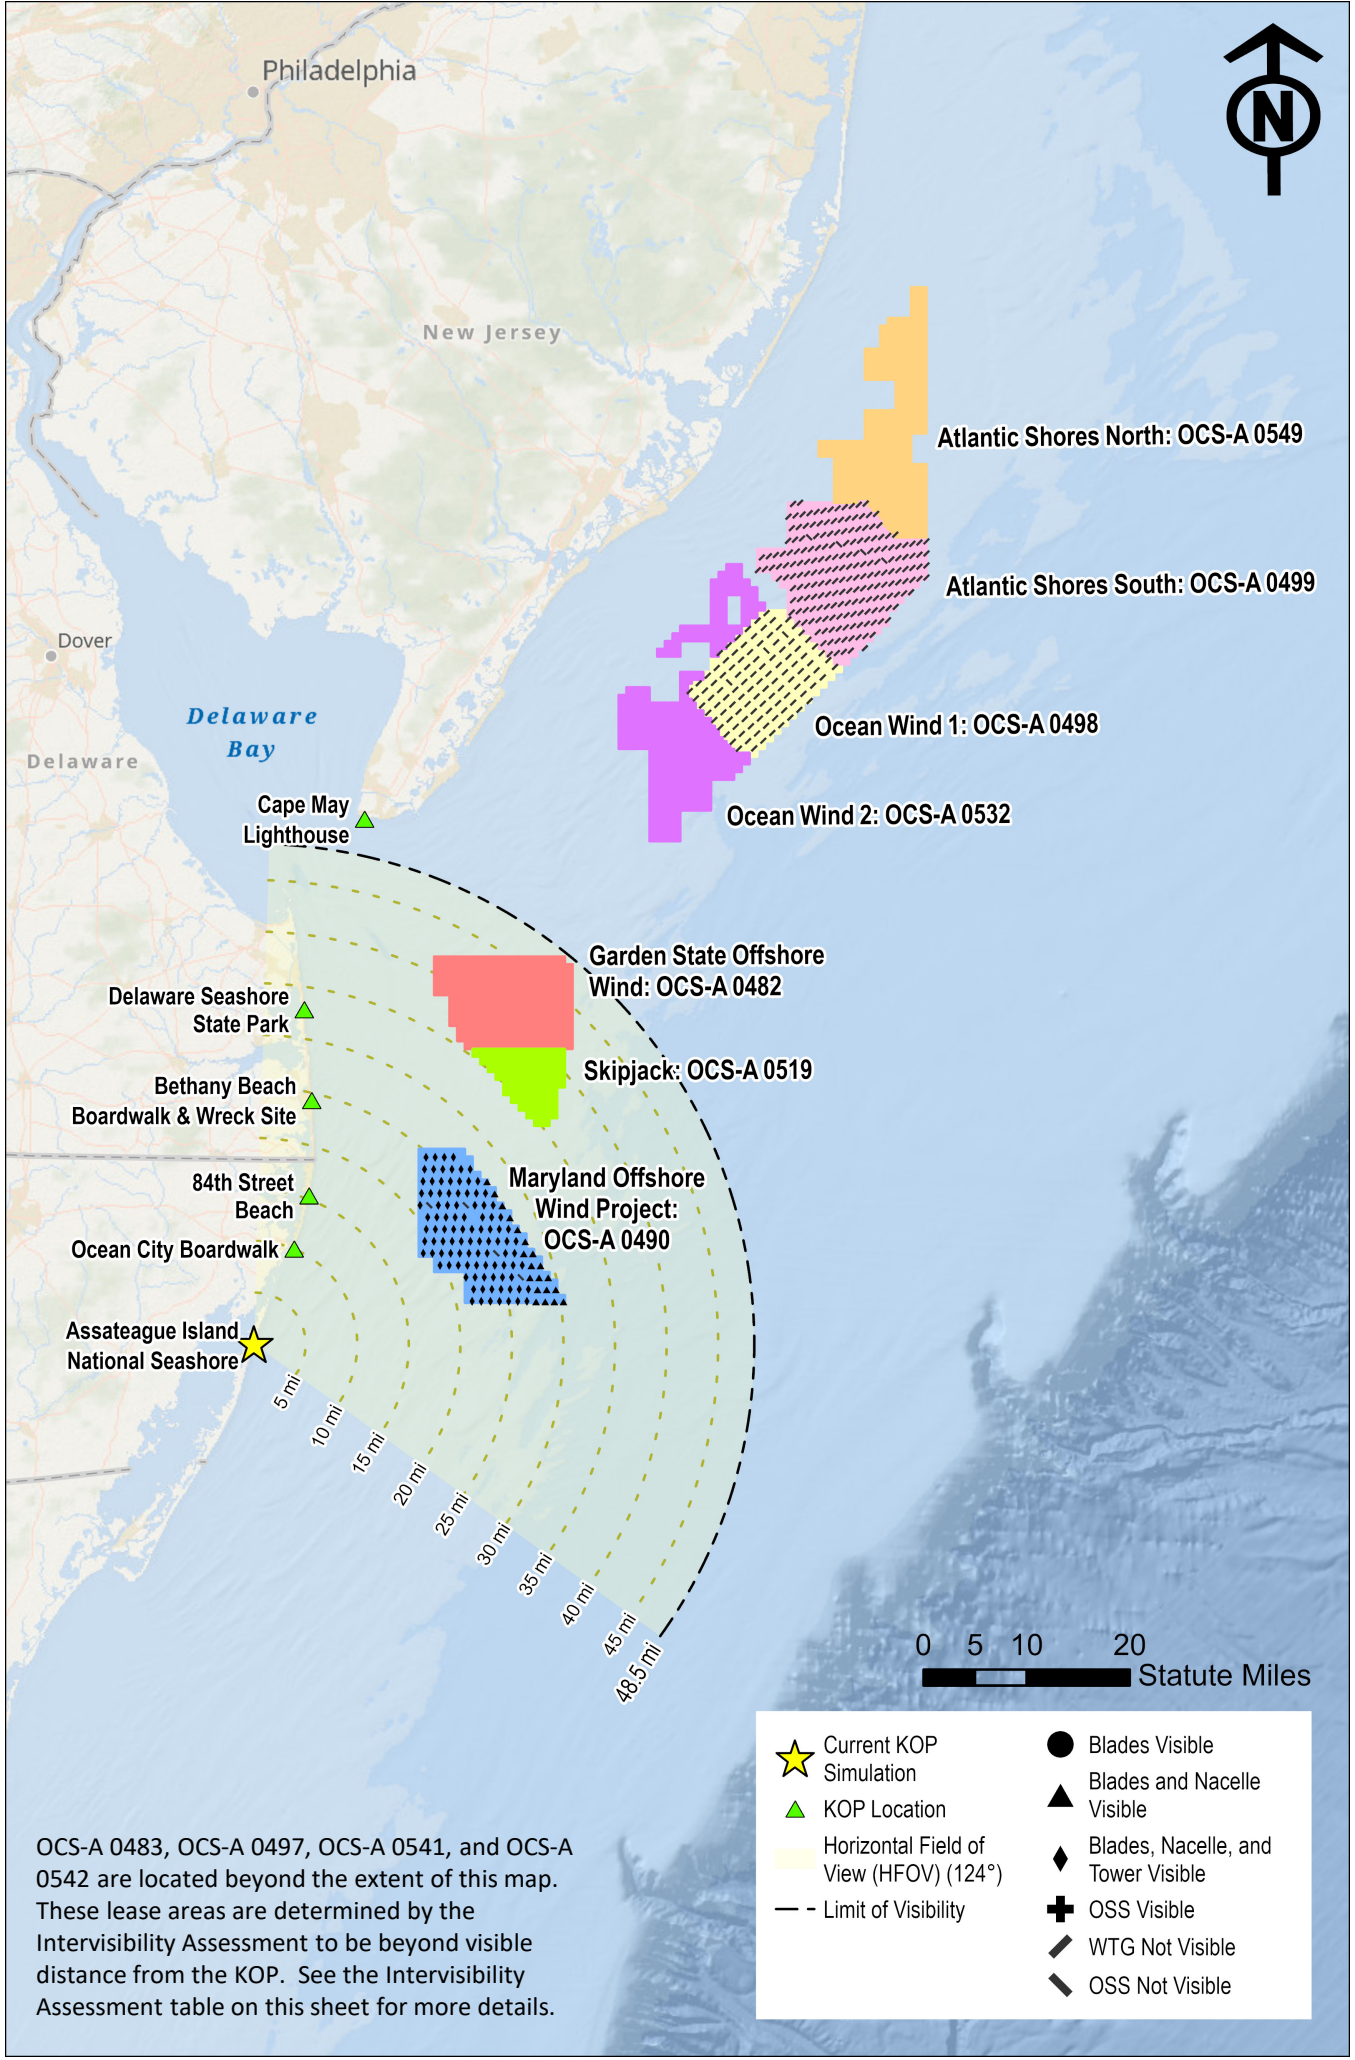 Philadelphia
N
New Jersey
Atlantic Shores North: OCS-A 0549
Atlantic Shores South: OCS-A 0499
Dover
Delaware
Bay
Delaware
Ocean Wind 1: OCS-A 0498
Ocean Wind 2: OCS-A 0532
Cape May
Lighthouse
Garden State Offshore
Wind: OCS-A 0482
Delaware Seashore
State Park
Skipjack: OCS-A 0519
Bethany Beach
Boardwalk & Wreck Site
Maryland Offshore
Wind Project:
OCS-A 0490
84th Street
Beach
Ocean City Boardwalk
Assateague Island
National Seashore
5 mi
10 mi
15 mi
20 mi
25 mi
30 mi
35 mi
40 mi
45 mi
48.5 mi
0 5 10 20
Statute Miles
Current KOP
Simulation
KOP Location
Horizontal Field of
View (HFOV) (124°)
Limit of Visibility
Blades Visible
Blades and Nacelle
Visible
Blades, Nacelle, and
Tower Visible
OSS Visible
WTG Not Visible
OSS Not Visible
OCS-A 0483, OCS-A 0497, OCS-A 0541, and OCS-A
0542 are located beyond the extent of this map.
These lease areas are determined by the
Intervisibility Assessment to be beyond visible
distance from the KOP.  See the Intervisibility
Assessment table on this sheet for more details.